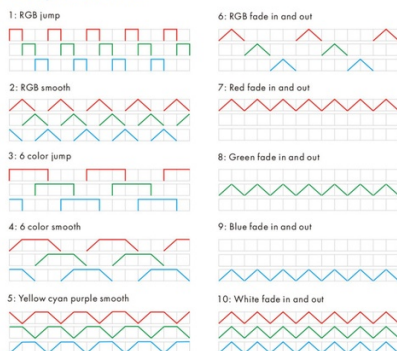 1: RGB jump
2: RGB smooth
3: 6 color jump
4: 6 color smooth
5: Yellow cyan purple smooth
6: RGB fade in and out
7: Red fade in and out
8: Green fade in and out
9: Blue fade in and out
10: White fade in and out